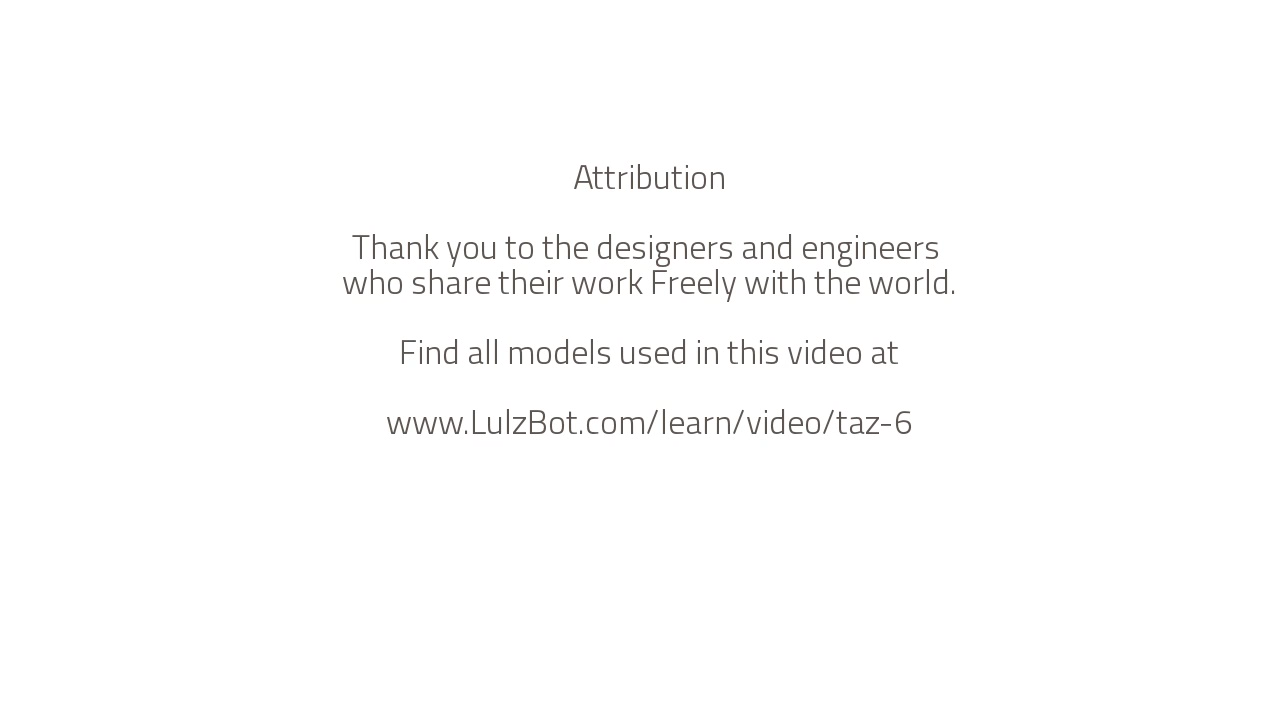 Attribution
Thank you to the designers and engineers
who share their work Freely with the world.
Find all models used in this video at
www.LulzBot.com/learn/video/taz-6